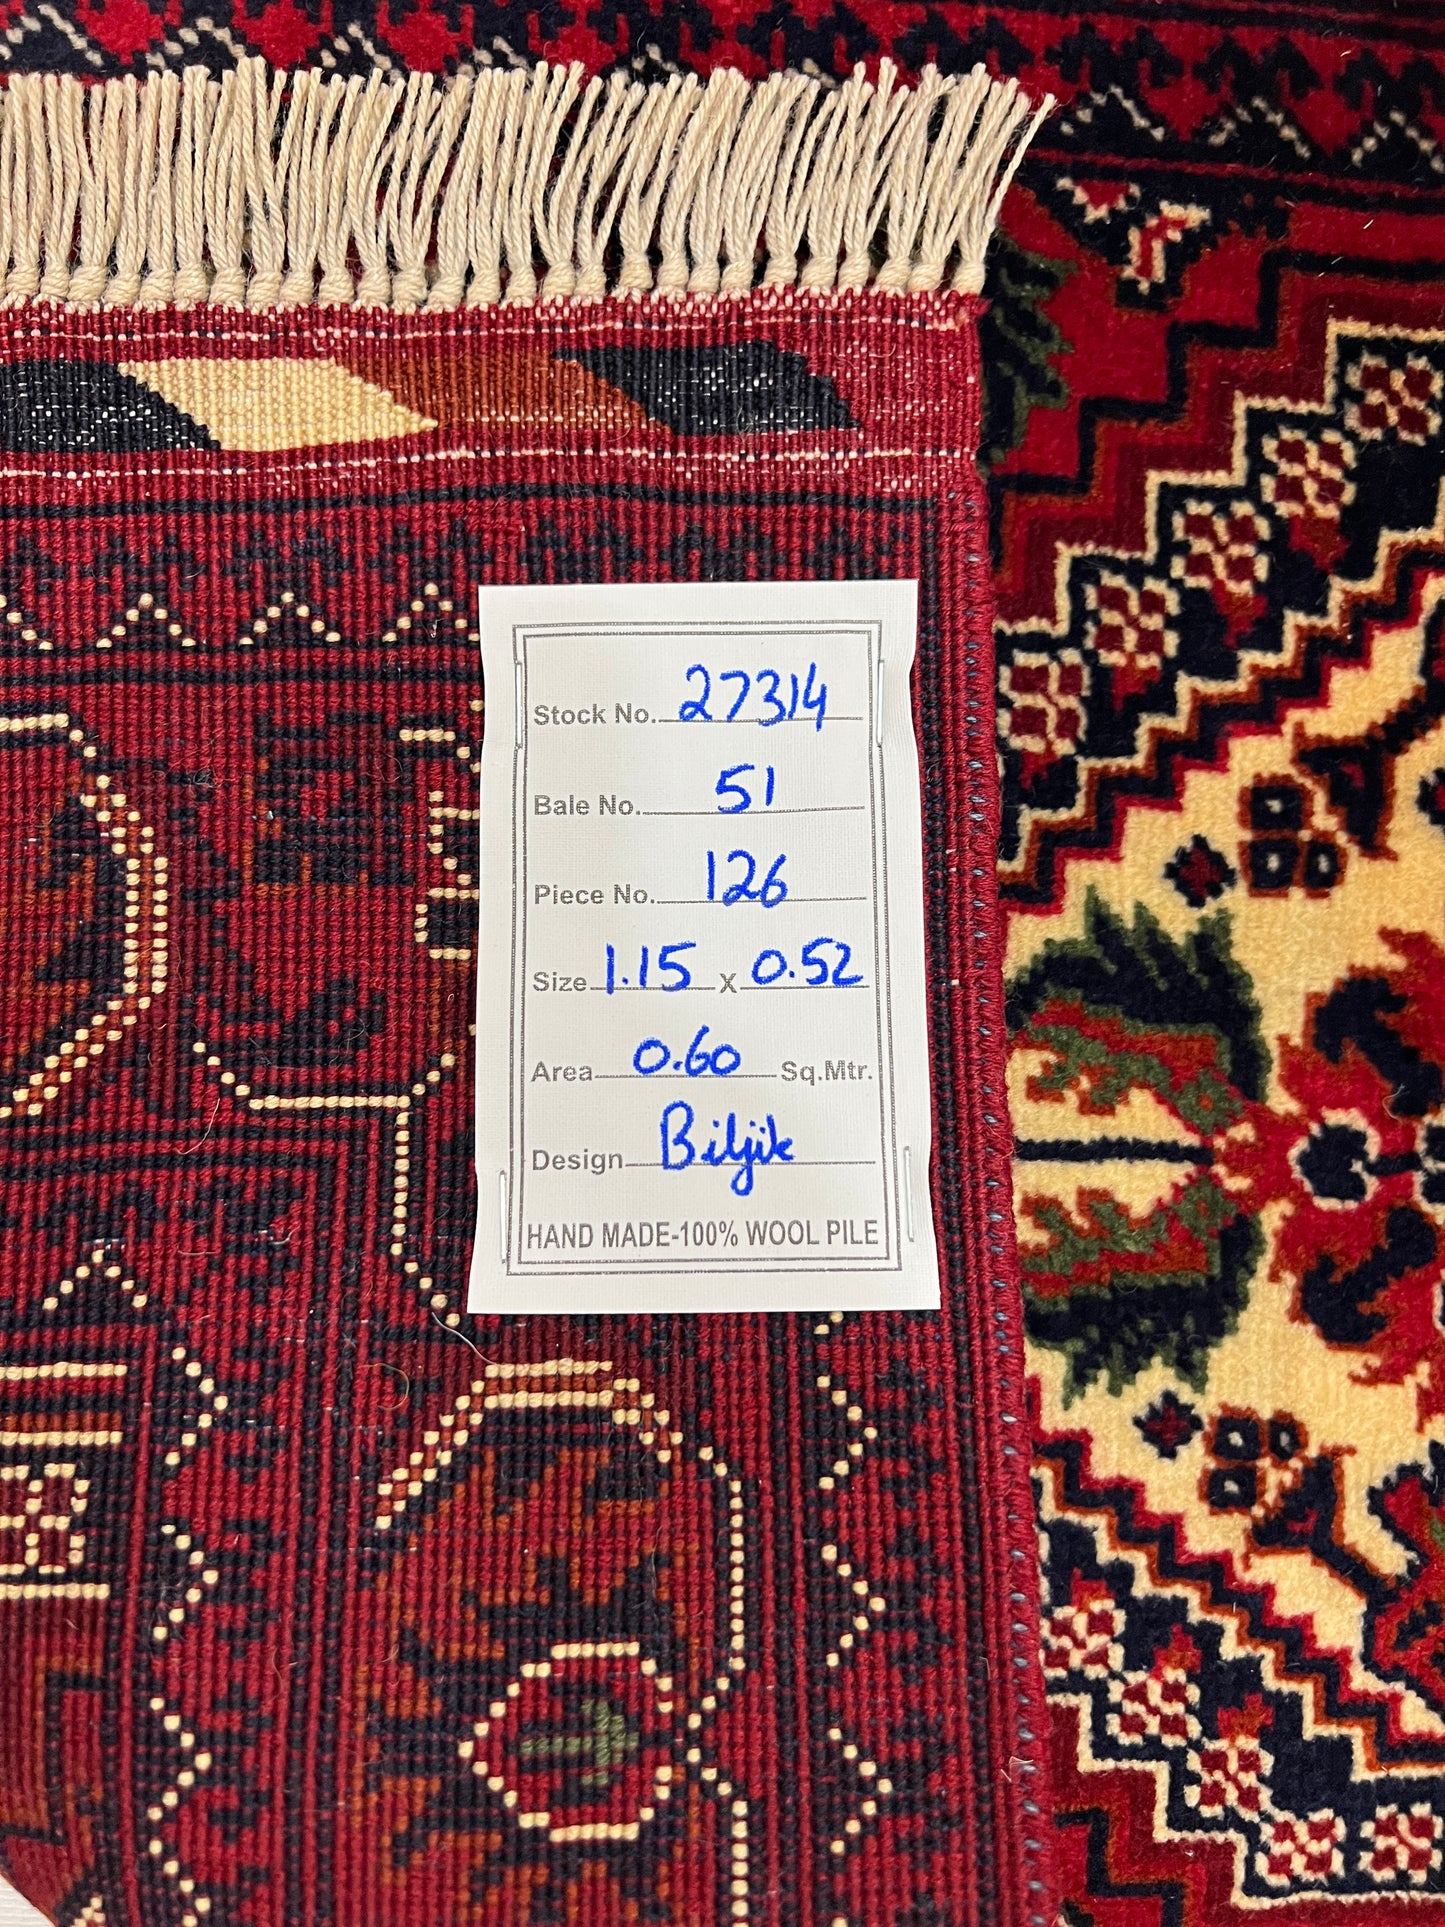 Stock No. 27314
Bale No. 51
Piece No. 126
Size 1.15 x 0.52
Area 0.60 Sq.Mtr.
Design Biljik
HAND MADE-100% WOOL PILE